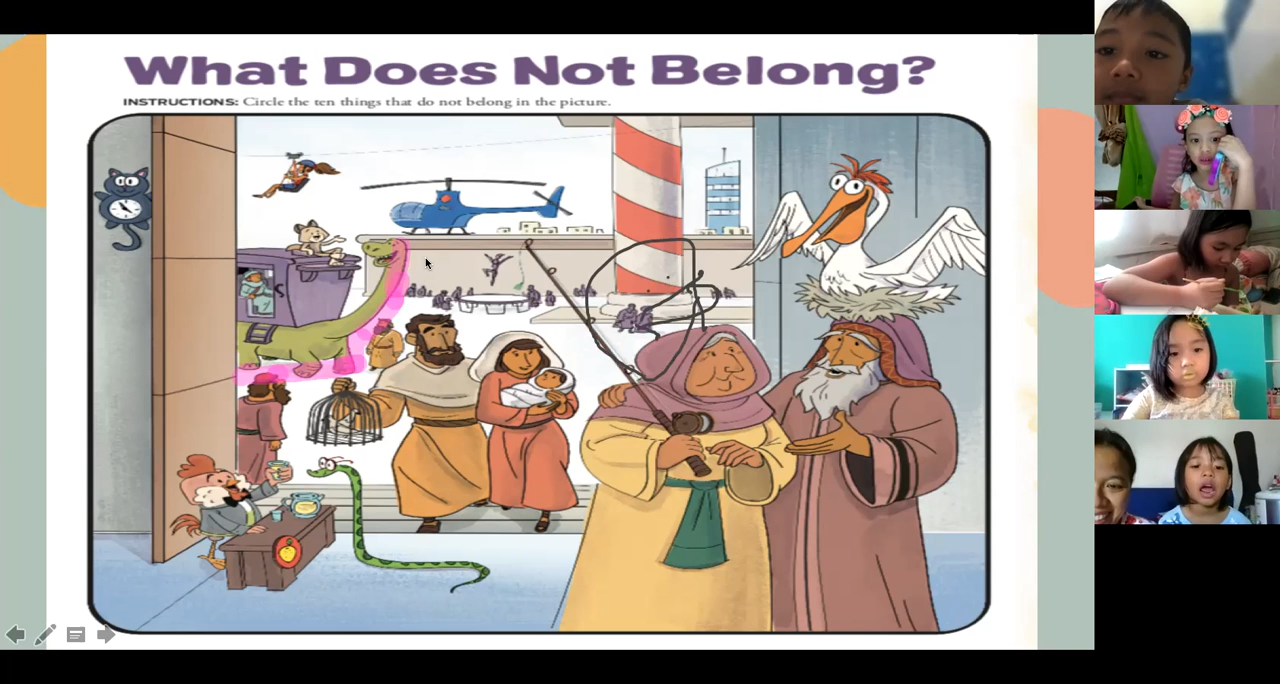 What Does Not Belong?
INSTRUCTIONS: Circle the ten things that do not belong in the picture.